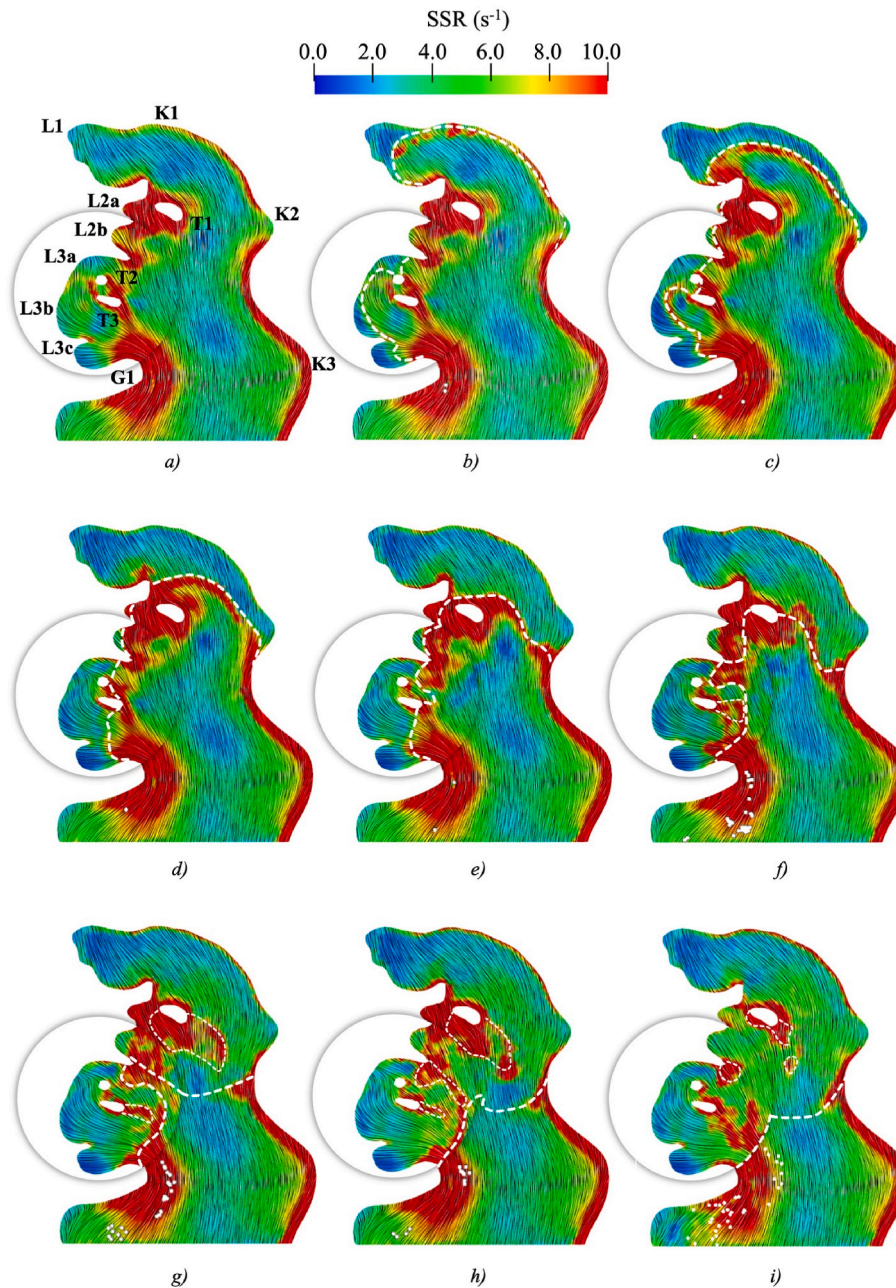 SSR (s-1)
0.0 2.0 4.0 6.0 8.0 10.0
L1 K1
L2a
T1 K2
L2b
L3a
T2
L3b T3
L3c
G1 K3
a) b) c)
d) e) f)
g) h) i)